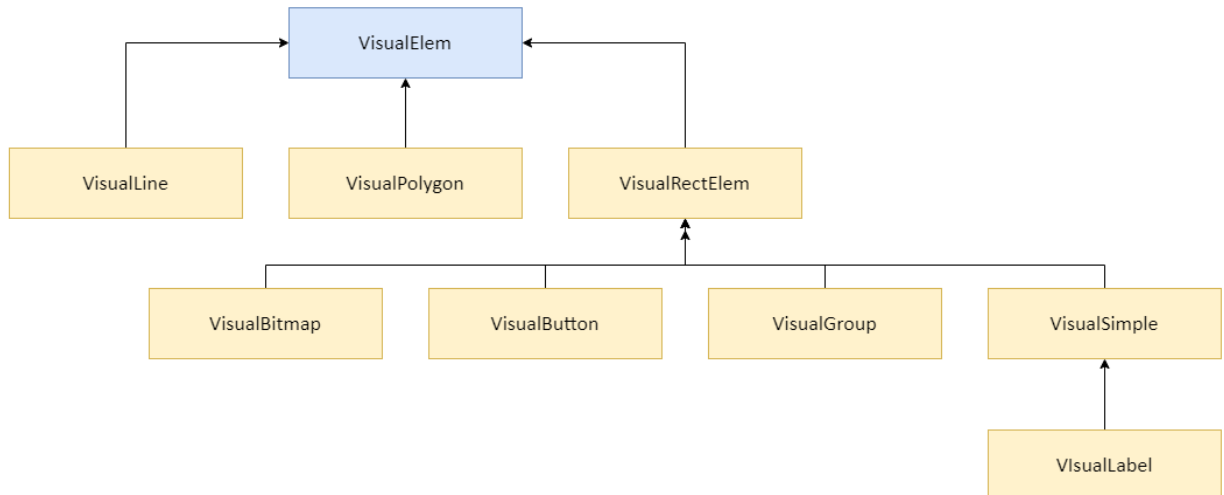 VisualElem
VisualLine
VisualPolygon
VisualRectElem
VisualBitmap
VisualButton
VisualGroup
VisualSimple
VIsualLabel